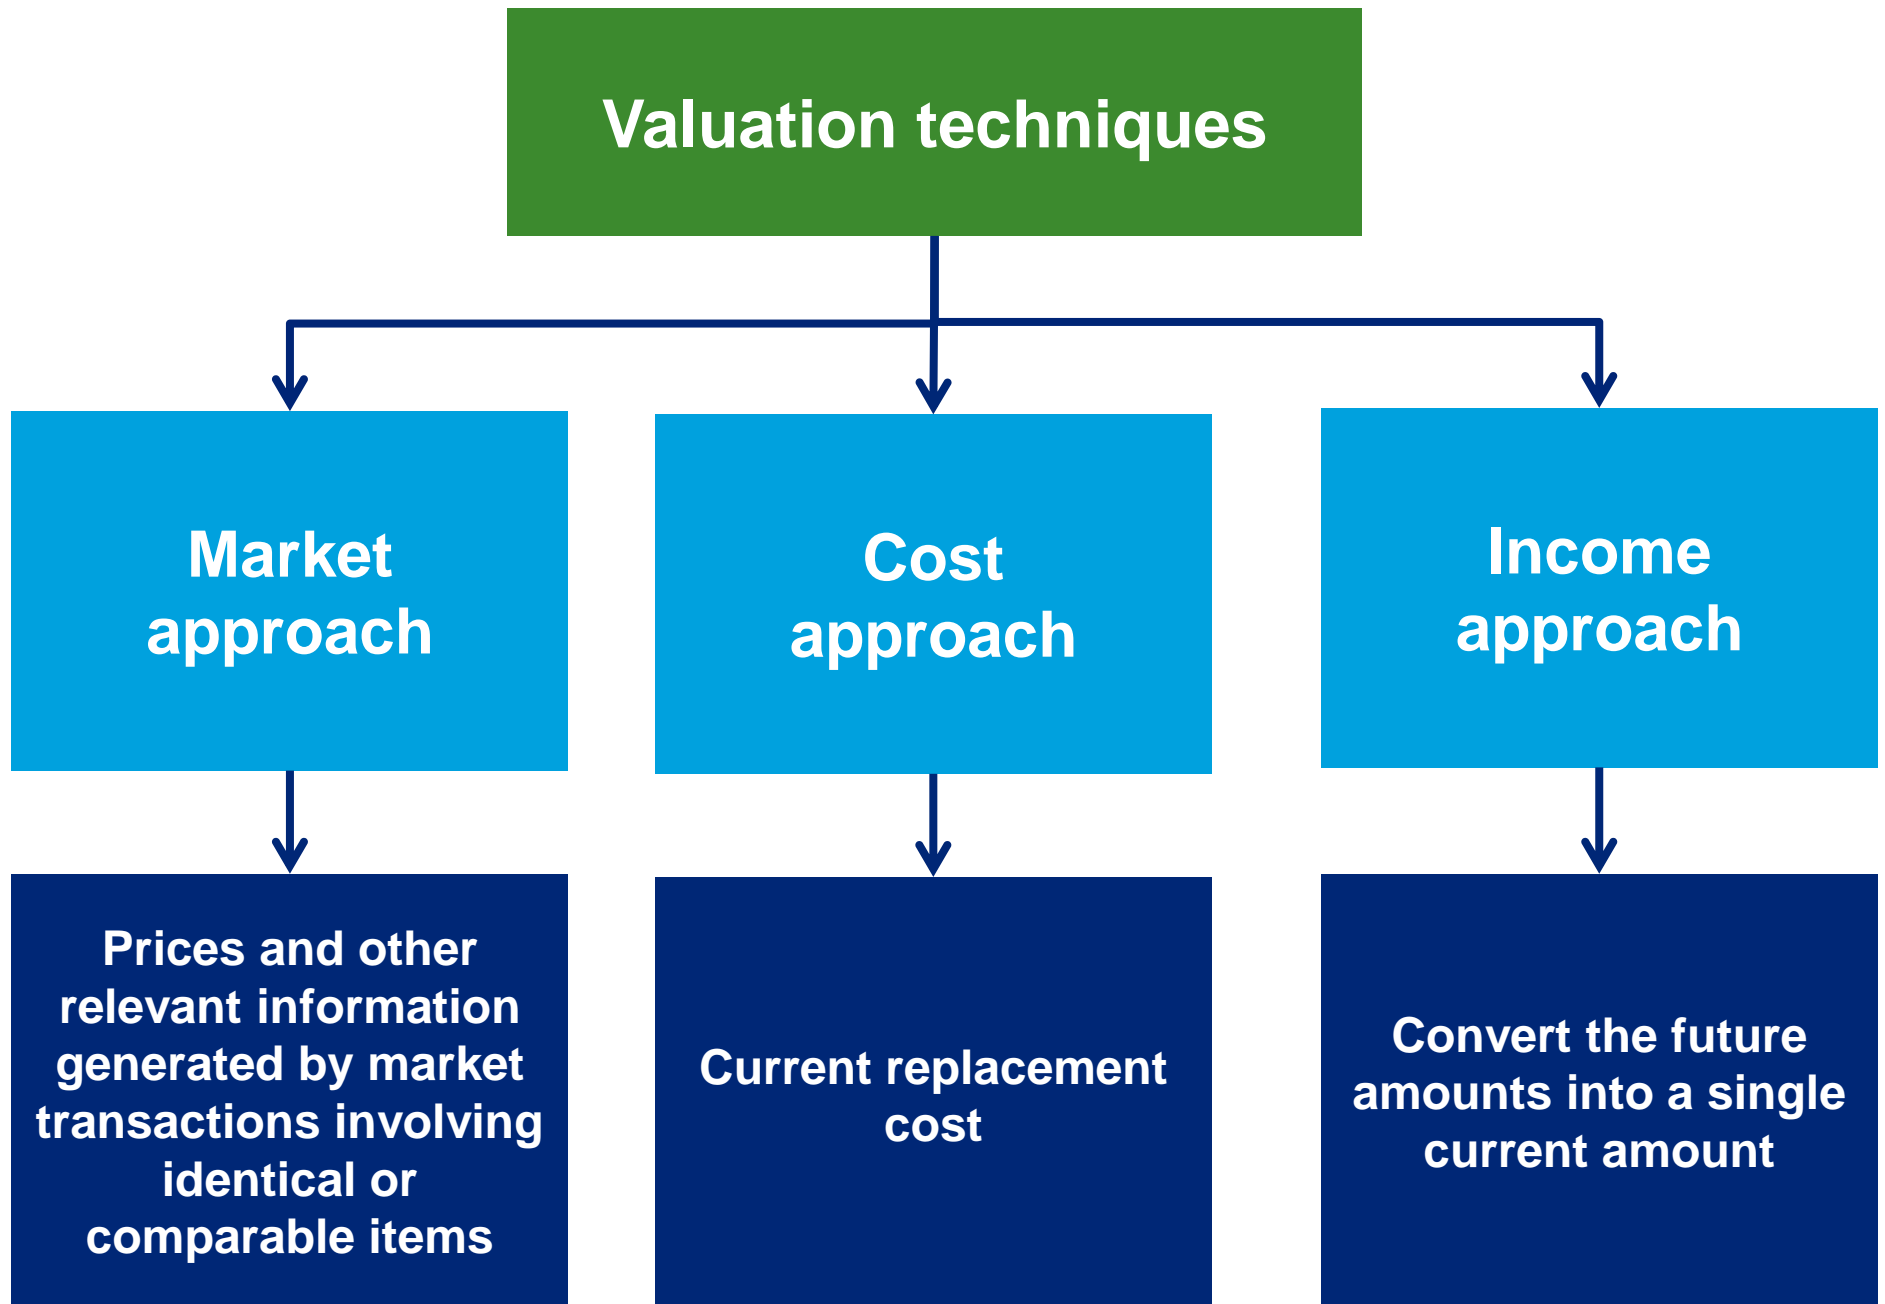 Valuation techniques
Market
approach
Cost
approach
Income
approach
Prices and other
relevant information
generated by market
transactions involving
identical or
comparable items
Current replacement
cost
Convert the future
amounts into a single
current amount